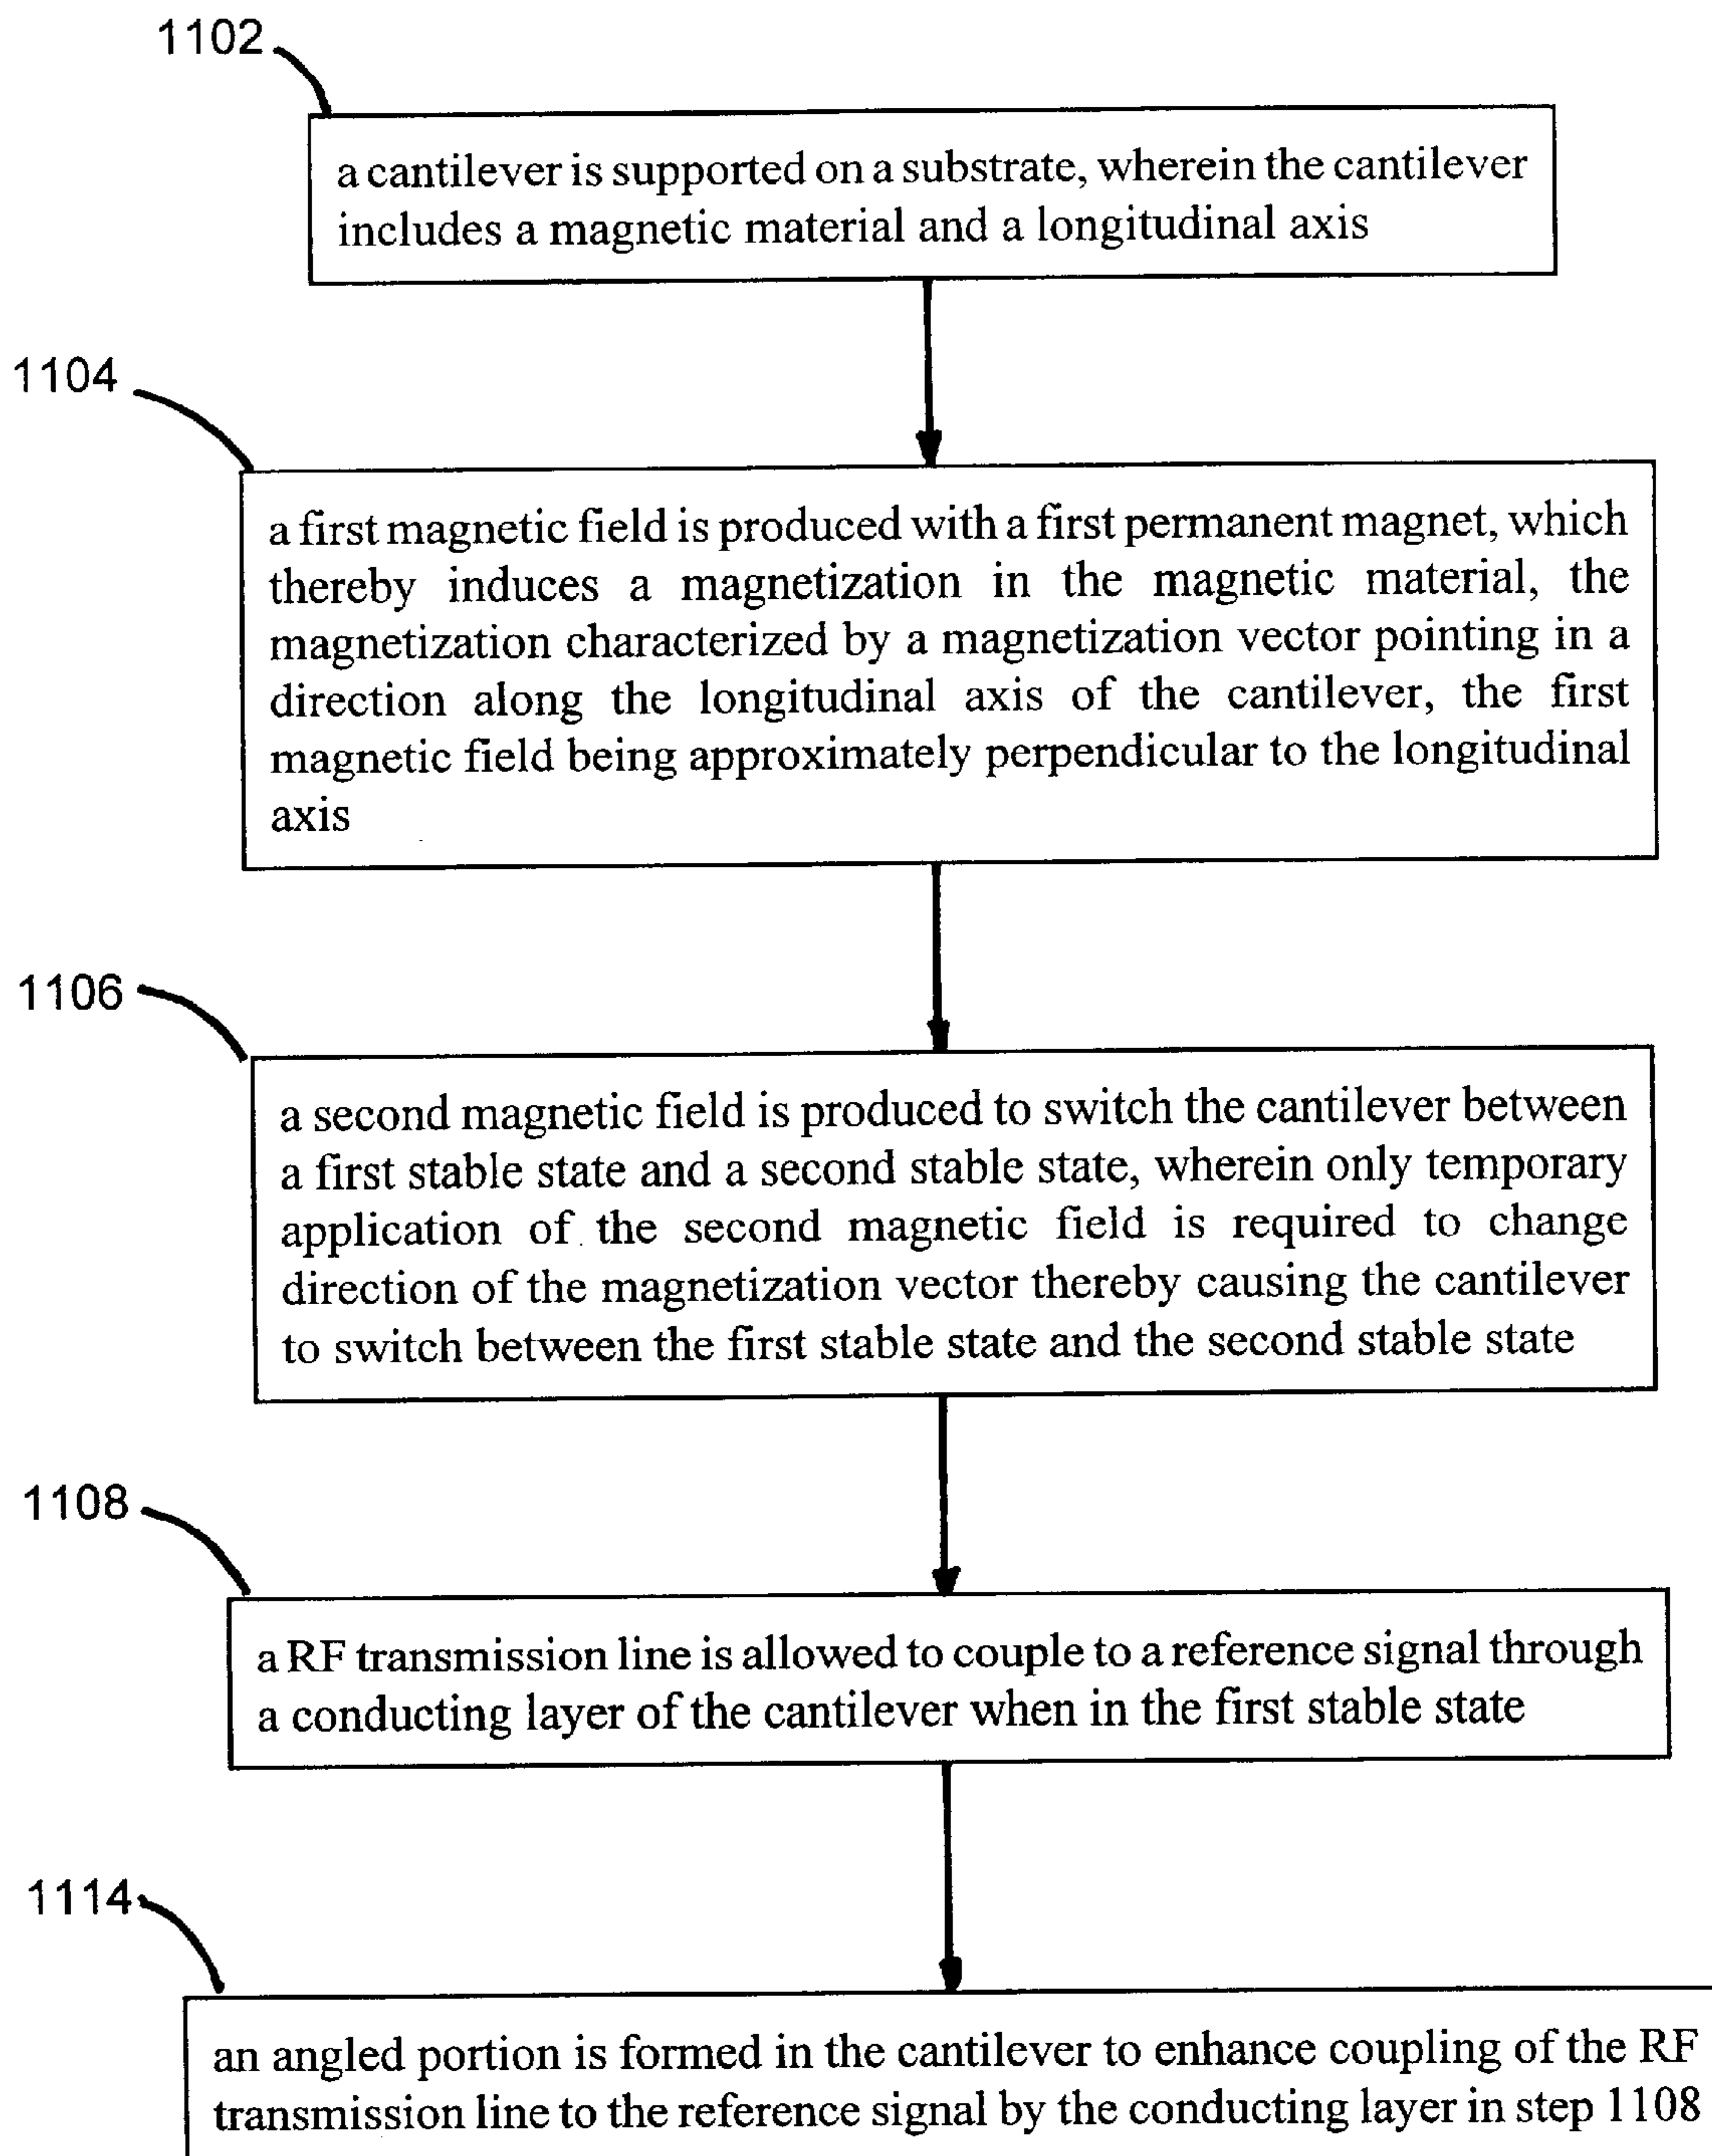 1102
a cantilever is supported on a substrate, wherein the cantilever
includes a magnetic material and a longitudinal axis
1104
a first magnetic field is produced with a first permanent magnet, which
thereby induces a magnetization in the magnetic material, the
magnetization characterized by a magnetization vector pointing in a
direction along the longitudinal axis of the cantilever, the first
magnetic field being approximately perpendicular to the longitudinal
axis
1106
a second magnetic field is produced to switch the cantilever between
a first stable state and a second stable state, wherein only temporary
application of the second magnetic field is required to change
direction of the magnetization vector thereby causing the cantilever
to switch between the first stable state and the second stable state
1108
a RF transmission line is allowed to couple to a reference signal through
a conducting layer of the cantilever when in the first stable state
1114
an angled portion is formed in the cantilever to enhance coupling of the RF
transmission line to the reference signal by the conducting layer in step 1108